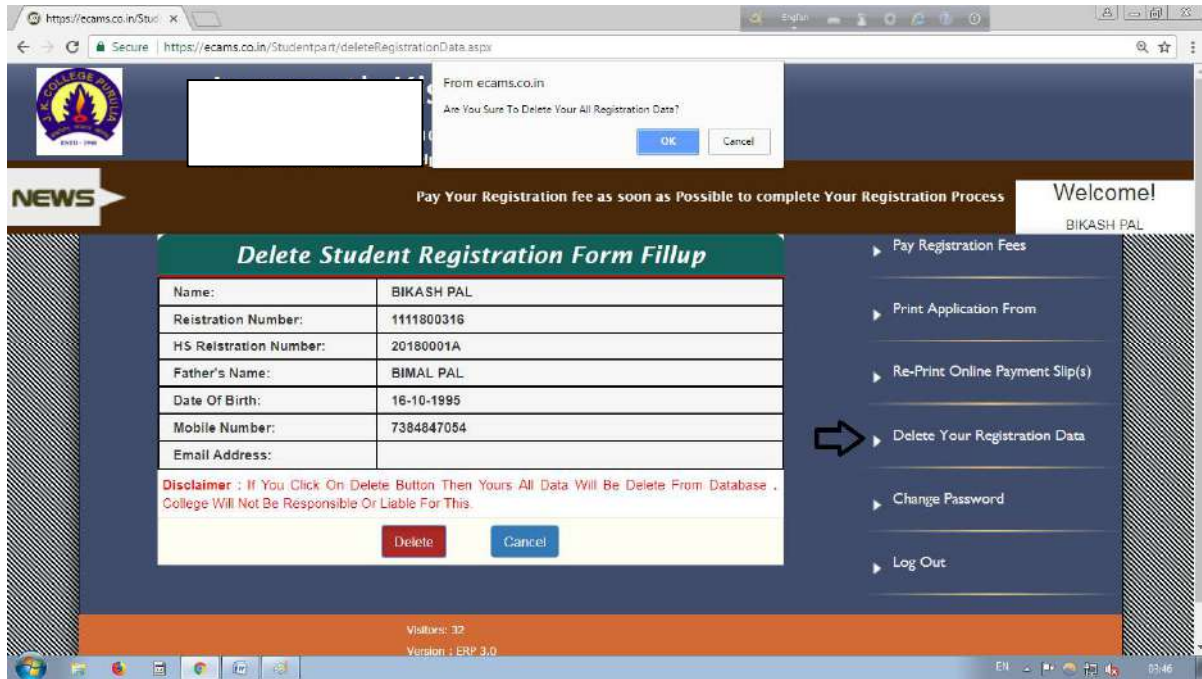 https://ecams.co.in/Stud
English
Secure https://ecams.co.in/Studentpart/deleteRegistrationData.aspx
J. K. COLLEGE PURULIA
From ecams.co.in
Are You Sure To Delete Your All Registration Data?
OK Cancel
NEWS
Pay Your Registration fee as soon as Possible to complete Your Registration Process
Welcome!
BIKASH PAL
Delete Student Registration Form Fillup
Name: BIKASH PAL
Reistration Number: 1111800316
HS Reistration Number: 20180001A
Father's Name: BIMAL PAL
Date Of Birth: 16-10-1995
Mobile Number: 7384847054
Email Address:
Disclaimer : If You Click On Delete Button Then Yours All Data Will Be Delete From Database .
College Will Not Be Responsible Or Liable For This.
Delete Cancel
Pay Registration Fees
Print Application From
Re-Print Online Payment Slip(s)
Delete Your Registration Data
Change Password
Log Out
Visitors: 32
Version : ERP 3.0
EN 03:46